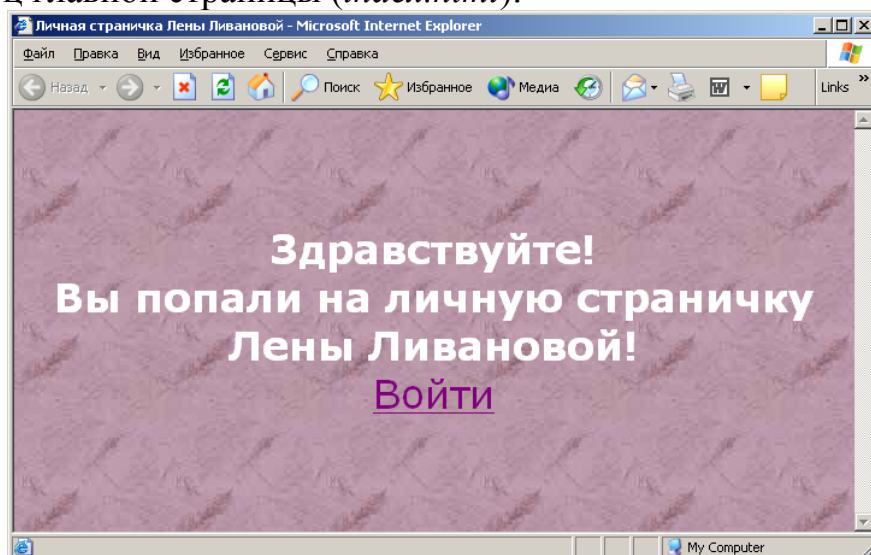 ц главной страницы (index.html).
Личная страничка Лены Ливановой - Microsoft Internet Explorer
Файл Правка Вид Избранное Сервис Справка
Назад Поиск Избранное Медиа Links »
Здравствуйте!
Вы попали на личную страничку
Лены Ливановой!
Войти
My Computer